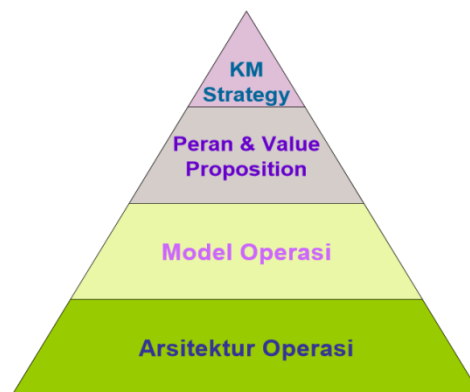 KM
Strategy
Peran & Value
Proposition
Model Operasi
Arsitektur Operasi